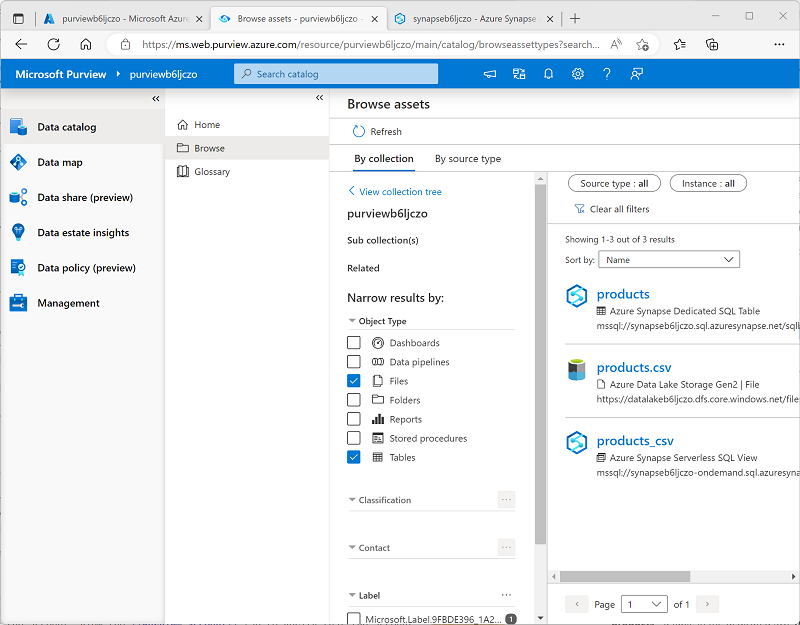 purviewb6ljczo - Microsoft Azure
Browse assets - purviewb6ljczo -
synapseb6ljczo - Azure Synapse
https://ms.web.purview.azure.com/resource/purviewb6ljczo/main/catalog/browseassettypes?search...
Microsoft Purview
purviewb6ljczo
Search catalog
Data catalog
Data map
Data share (preview)
Data estate insights
Data policy (preview)
Management
Home
Browse
Glossary
Browse assets
Refresh
By collection
By source type
View collection tree
purviewb6ljczo
Sub collection(s)
Related
Narrow results by:
Object Type
Dashboards
Data pipelines
Files
Folders
Reports
Stored procedures
Tables
Classification
Contact
Label
Microsoft.Label.9FBDE396_1A2... 1
Source type : all
Instance : all
Clear all filters
Showing 1-3 out of 3 results
Sort by: Name
products
Azure Synapse Dedicated SQL Table
mssql://synapseb6ljczo.sql.azuresynapse.net/sqlb
products.csv
Azure Data Lake Storage Gen2 | File
https://datalakeb6ljczo.dfs.core.windows.net/files
products_csv
Azure Synapse Serverless SQL View
mssql://synapseb6ljczo-ondemand.sql.azuresyna
Page 1 of 1